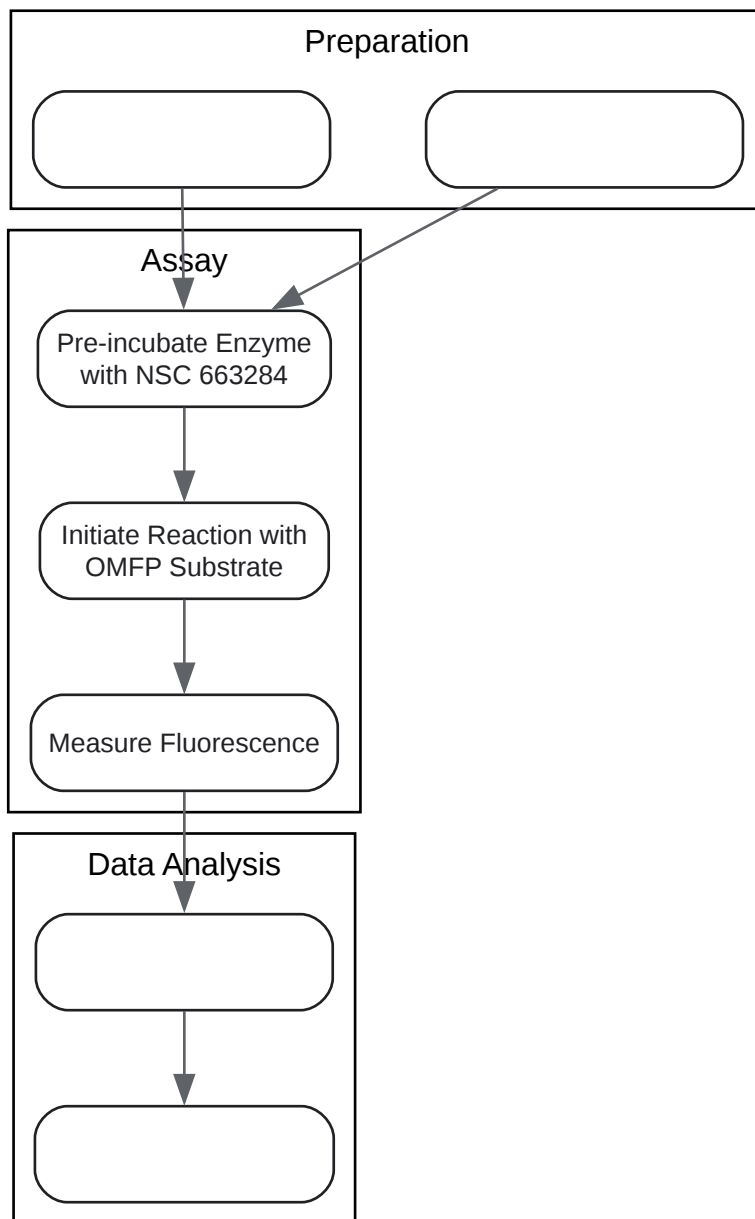 Preparation
Assay
Pre-incubate Enzyme
with NSC 663284
Initiate Reaction with
OMFP Substrate
Measure Fluorescence
Data Analysis